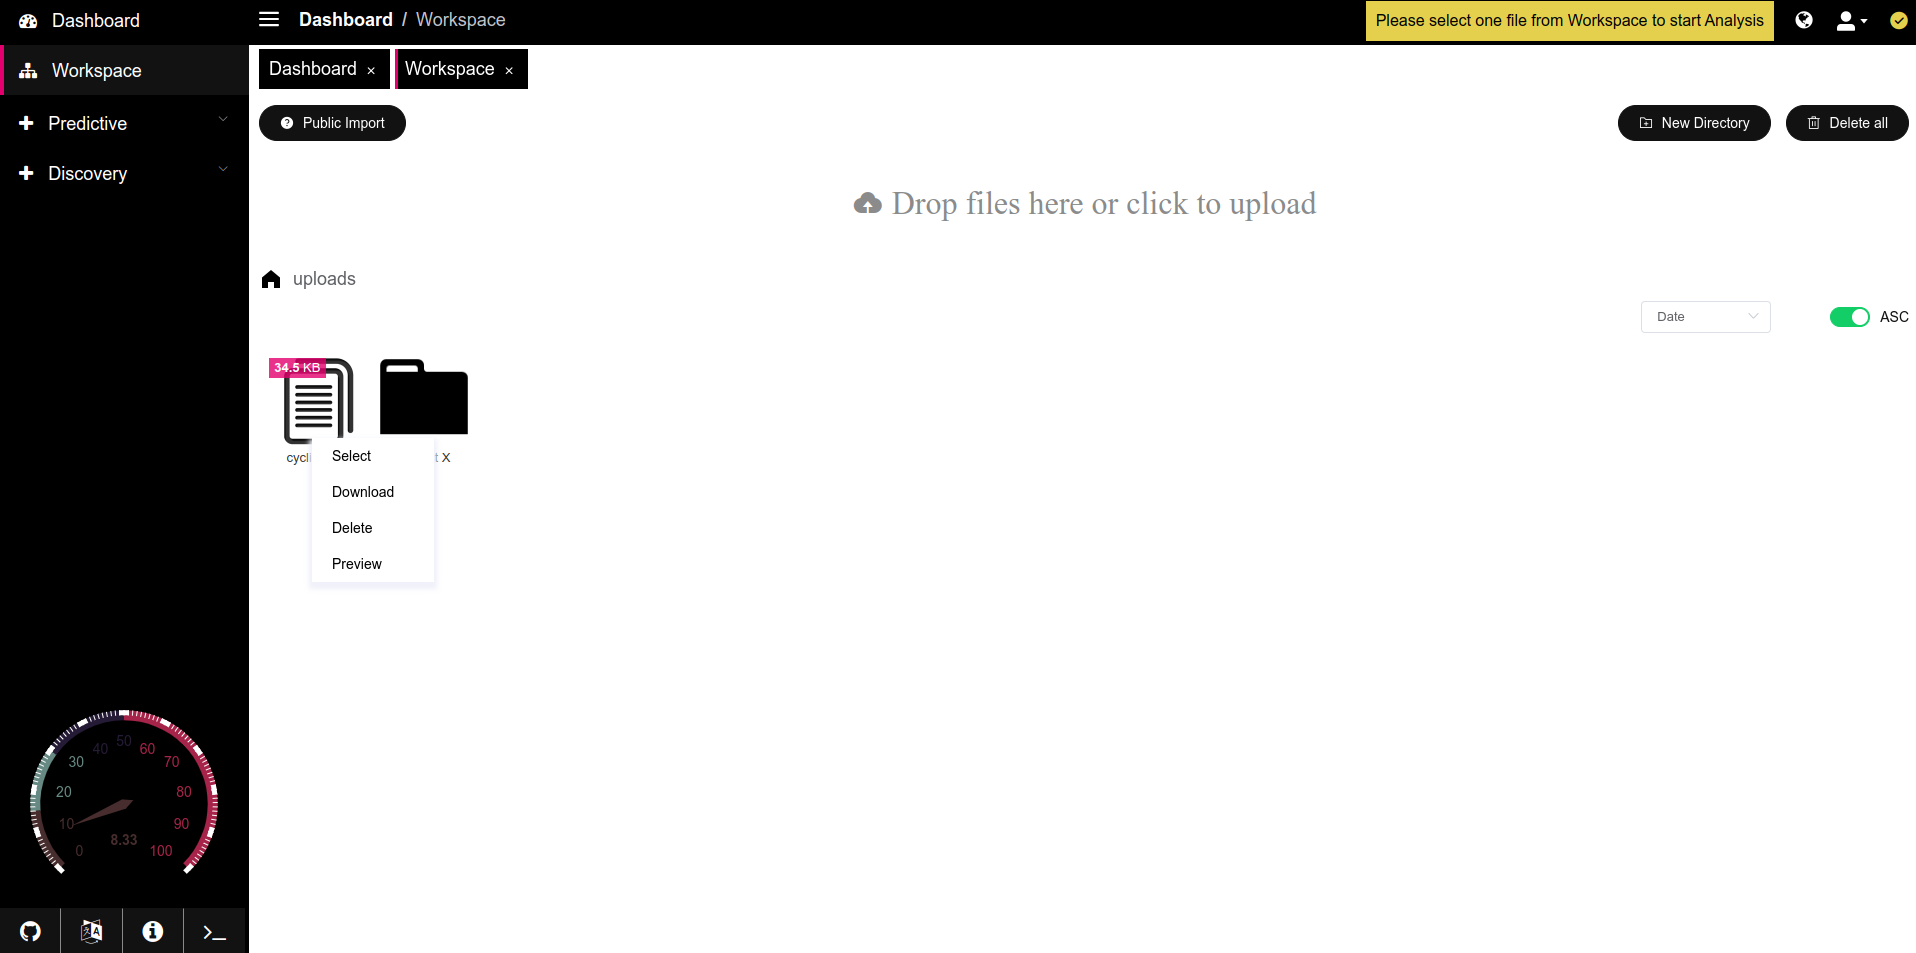 Dashboard
Dashboard / Workspace
Please select one file from Workspace to start Analysis
Workspace
Predictive
Discovery
Dashboard ×
Workspace ×
Public Import
New Directory
Delete all
Drop files here or click to upload
uploads
Date
ASC
34.5 KB
cycl
t X
Select
Download
Delete
Preview
0
10
20
30
40
50
60
70
80
90
100
8.33